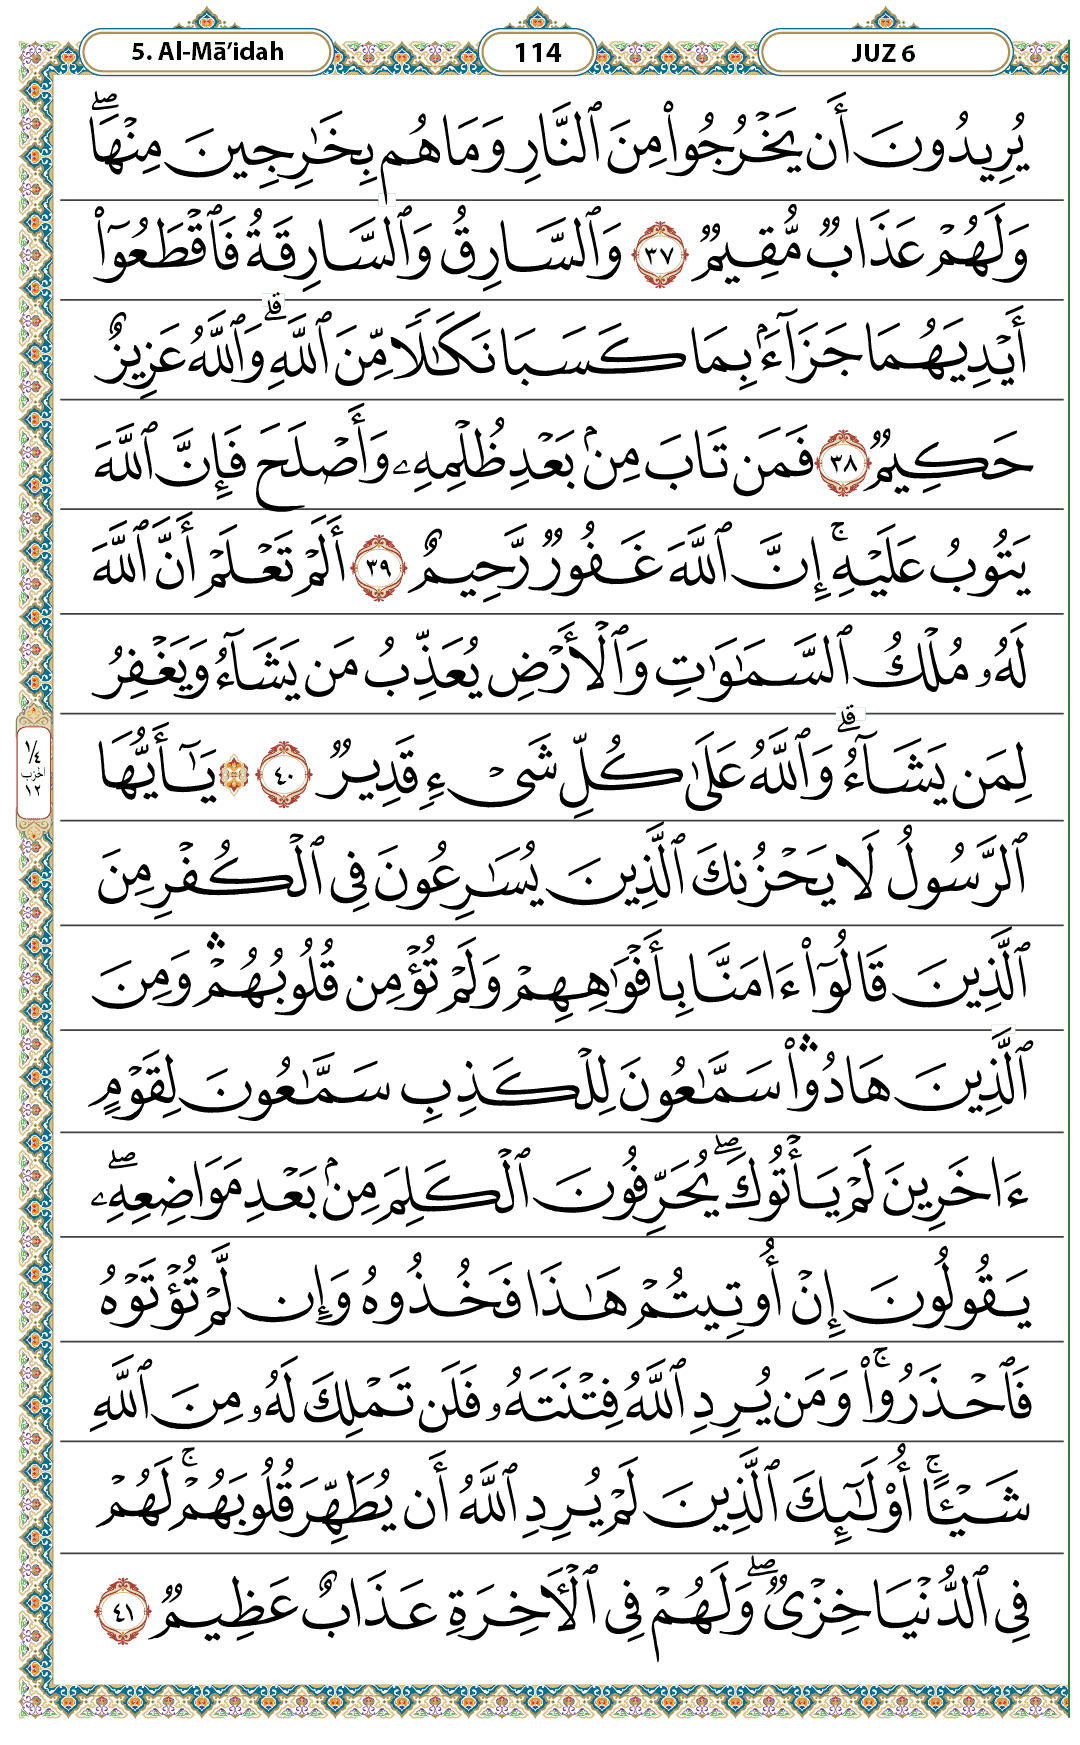 5. Al-Mā’idah
114
JUZ 6
يُرِيدُونَ أَن يَخْرُجُوا۟ مِنَ ٱلنَّارِ وَمَا هُم بِخَٰرِجِينَ مِنْهَا ۖ
وَلَهُمْ عَذَابٌ مُّقِيمٌ ٣٧ وَٱلسَّارِقُ وَٱلسَّارِقَةُ فَٱقْطَعُوٓا۟
أَيْدِيَهُمَا جَزَآءًۢ بِمَا كَسَبَا نَكَٰلًا مِّنَ ٱللَّهِ ۗ وَٱللَّهُ عَزِيزٌ
حَكِيمٌ ٣٨ فَمَن تَابَ مِنۢ بَعْدِ ظُلْمِهِۦ وَأَصْلَحَ فَإِنَّ ٱللَّهَ
يَتُوبُ عَلَيْهِ ۚ إِنَّ ٱللَّهَ غَفُورٌ رَّحِيمٌ ٣٩ أَلَمْ تَعْلَمْ أَنَّ ٱللَّهَ
لَهُۥ مُلْكُ ٱلسَّمَٰوَٰتِ وَٱلْأَرْضِ يُعَذِّبُ مَن يَشَآءُ وَيَغْفِرُ
لِمَن يَشَآءُ ۗ وَٱللَّهُ عَلَىٰ كُلِّ شَىْءٍ قَدِيرٌ ٤٠ يَٰٓأَيُّهَا
١/٤
الحزب
١٢
ٱلرَّسُولُ لَا يَحْزُنكَ ٱلَّذِينَ يُسَٰرِعُونَ فِى ٱلْكُفْرِ مِنَ
ٱلَّذِينَ قَالُوٓا۟ ءَامَنَّا بِأَفْوَٰهِهِمْ وَلَمْ تُؤْمِن قُلُوبُهُمْ ۛ وَمِنَ
ٱلَّذِينَ هَادُوا۟ ۛ سَمَّٰعُونَ لِلْكَذِبِ سَمَّٰعُونَ لِقَوْمٍ
ءَاخَرِينَ لَمْ يَأْتُوكَ ۖ يُحَرِّفُونَ ٱلْكَلِمَ مِنۢ بَعْدِ مَوَاضِعِهِۦ ۖ
يَقُولُونَ إِنْ أُوتِيتُمْ هَٰذَا فَخُذُوهُ وَإِن لَّمْ تُؤْتَوْهُ
فَٱحْذَرُوا۟ ۚ وَمَن يُرِدِ ٱللَّهُ فِتْنَتَهُۥ فَلَن تَمْلِكَ لَهُۥ مِنَ ٱللَّهِ
شَيْـًٔا ۚ أُو۟لَٰٓئِكَ ٱلَّذِينَ لَمْ يُرِدِ ٱللَّهُ أَن يُطَهِّرَ قُلُوبَهُمْ ۚ لَهُمْ
فِى ٱلدُّنْيَا خِزْىٌ ۖ وَلَهُمْ فِى ٱلْـَٔاخِرَةِ عَذَابٌ عَظِيمٌ ٤١